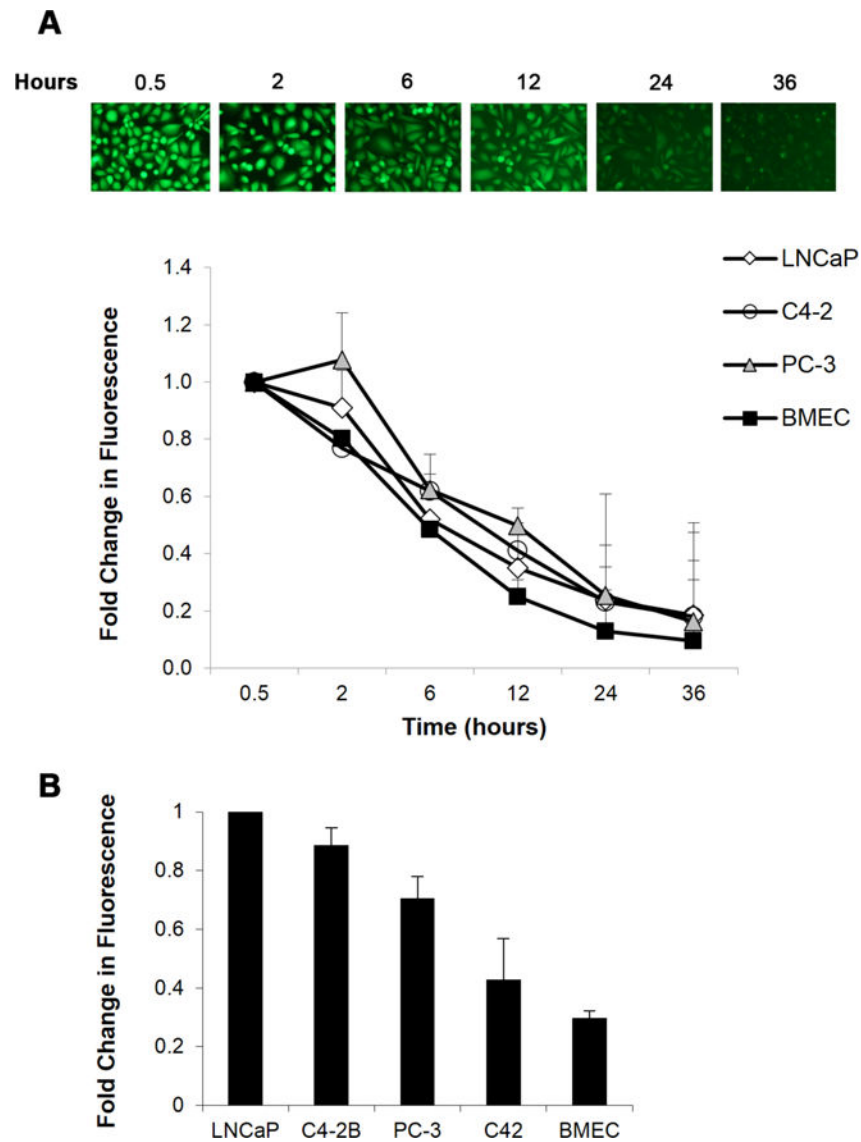 A
Hours 0.5 2 6 12 24 36
LNCaP
C4-2
PC-3
BMEC
Fold Change in Fluorescence
1.4
1.2
1.0
0.8
0.6
0.4
0.2
0.0
0.5 2 6 12 24 36
Time (hours)
B
Fold Change in Fluorescence
1
0.8
0.6
0.4
0.2
0
LNCaP C4-2B PC-3 C42 BMEC